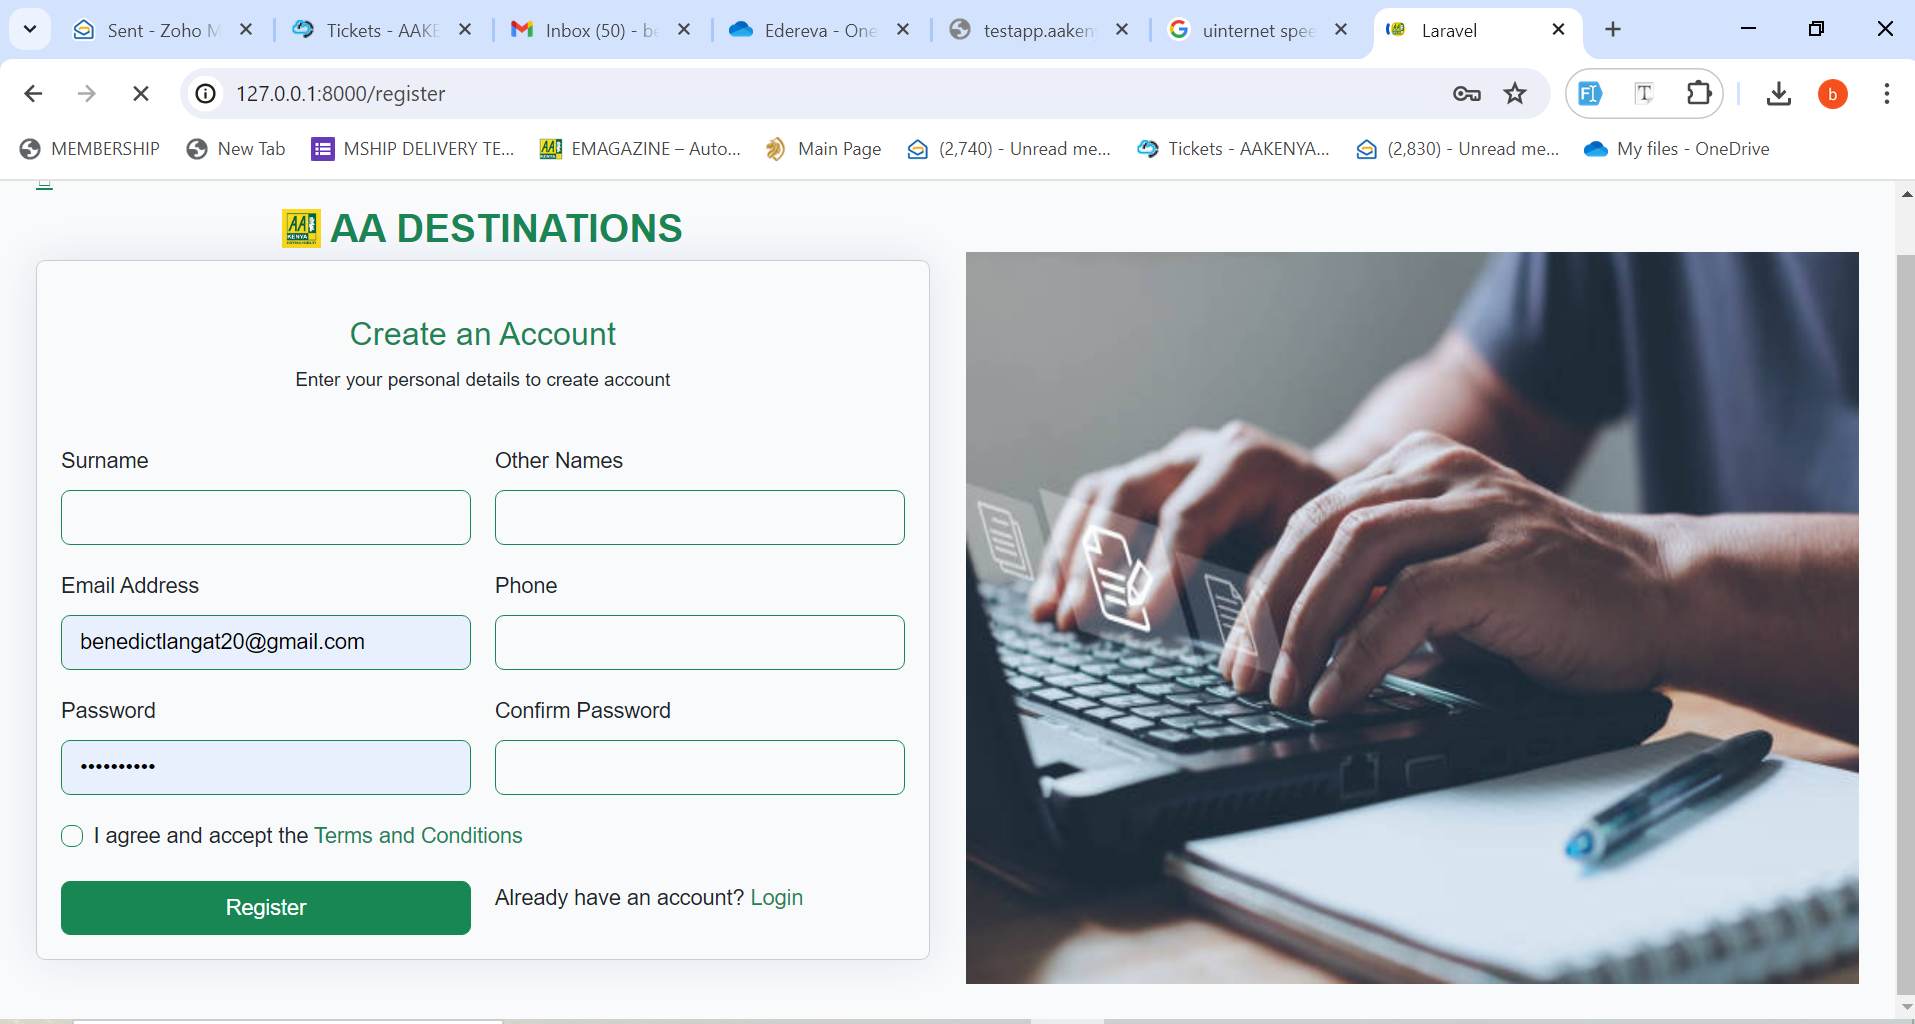 Sent - Zoho M
Tickets - AAKE
Inbox (50) - be
Edereva - One
testapp.aaken
uinternet spee
Laravel
127.0.0.1:8000/register
b
MEMBERSHIP
New Tab
MSHIP DELIVERY TE...
EMAGAZINE – Auto...
Main Page
(2,740) - Unread me...
Tickets - AAKENYA...
(2,830) - Unread me...
My files - OneDrive
AA KENYA
AA DESTINATIONS
Create an Account
Enter your personal details to create account
Surname
Other Names
Email Address
Phone
benedictlangat20@gmail.com
Password
Confirm Password
••••••••••
I agree and accept the Terms and Conditions
Register
Already have an account? Login